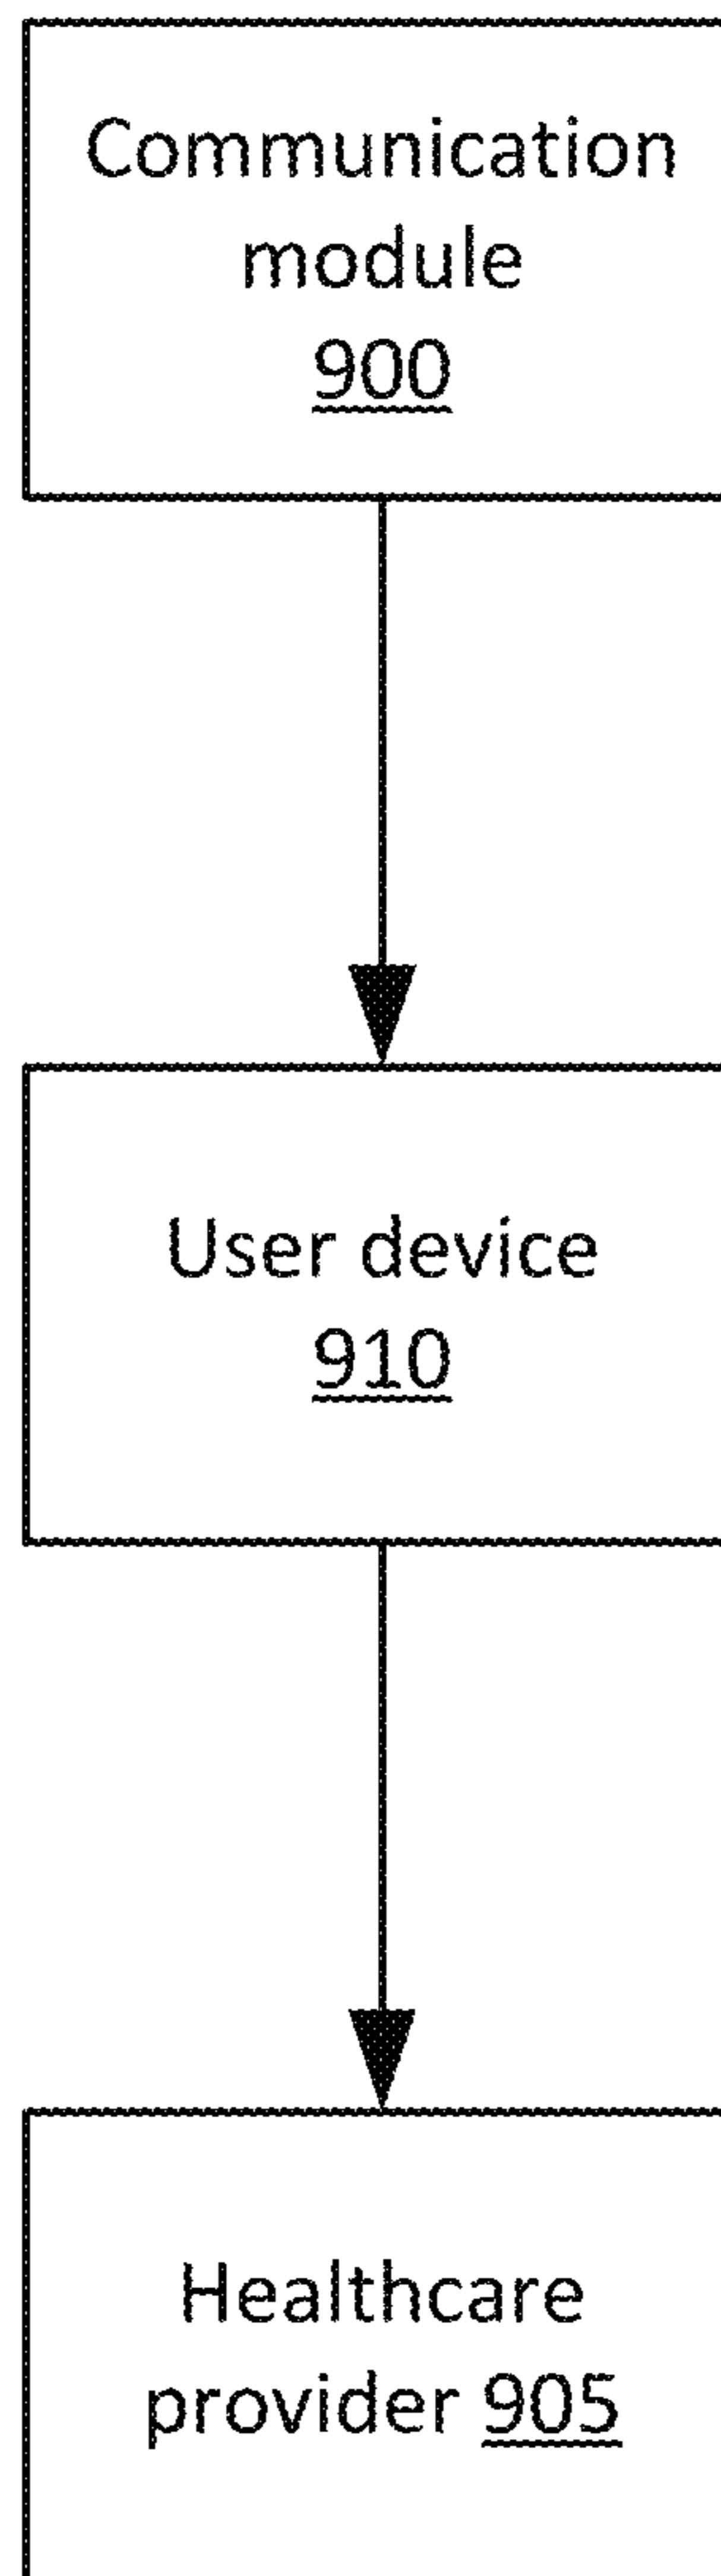 Communication
module
900
User device
910
Healthcare
provider 905